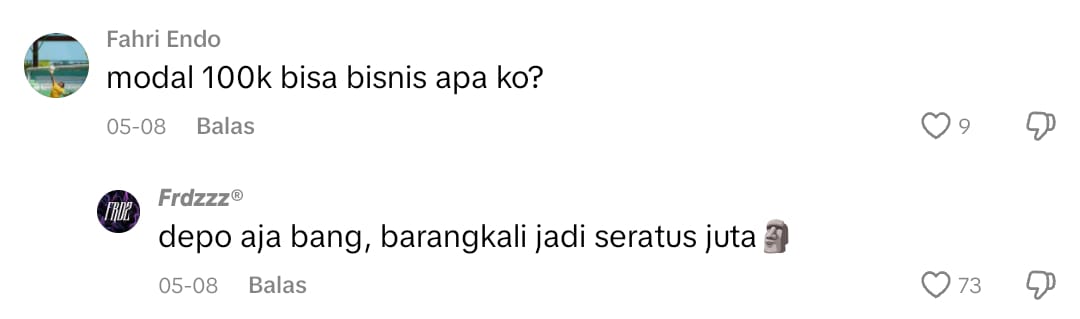 Fahri Endo
modal 100k bisa bisnis apa ko?
05-08 Balas 9
FRDZ
Frdzzz®
depo aja bang, barangkali jadi seratus juta🗿
05-08 Balas 73